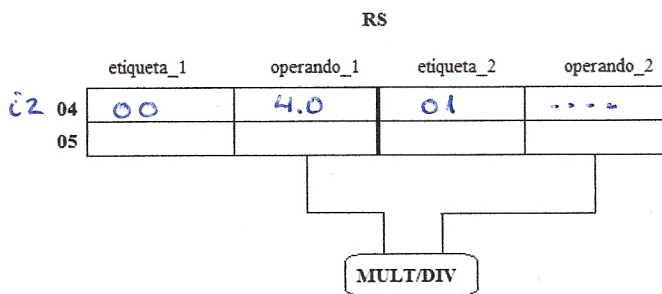 RS
etiqueta_1 operando_1 etiqueta_2 operando_2
i2 04 00 4.0 01 ----
05
MULT/DIV